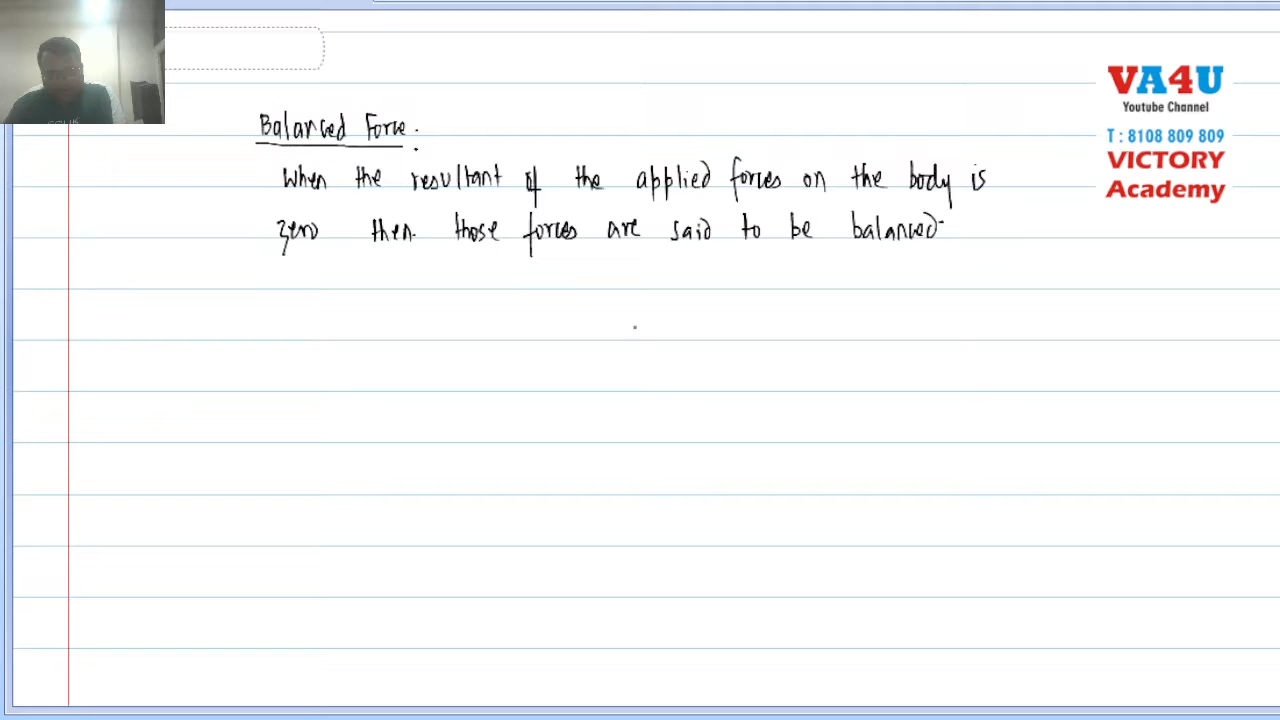 Balanced Force :
When the resultant of the applied forces on the body is
zero then those forces are said to be balanced
VA4U
Youtube Channel
T : 8108 809 809
VICTORY
Academy